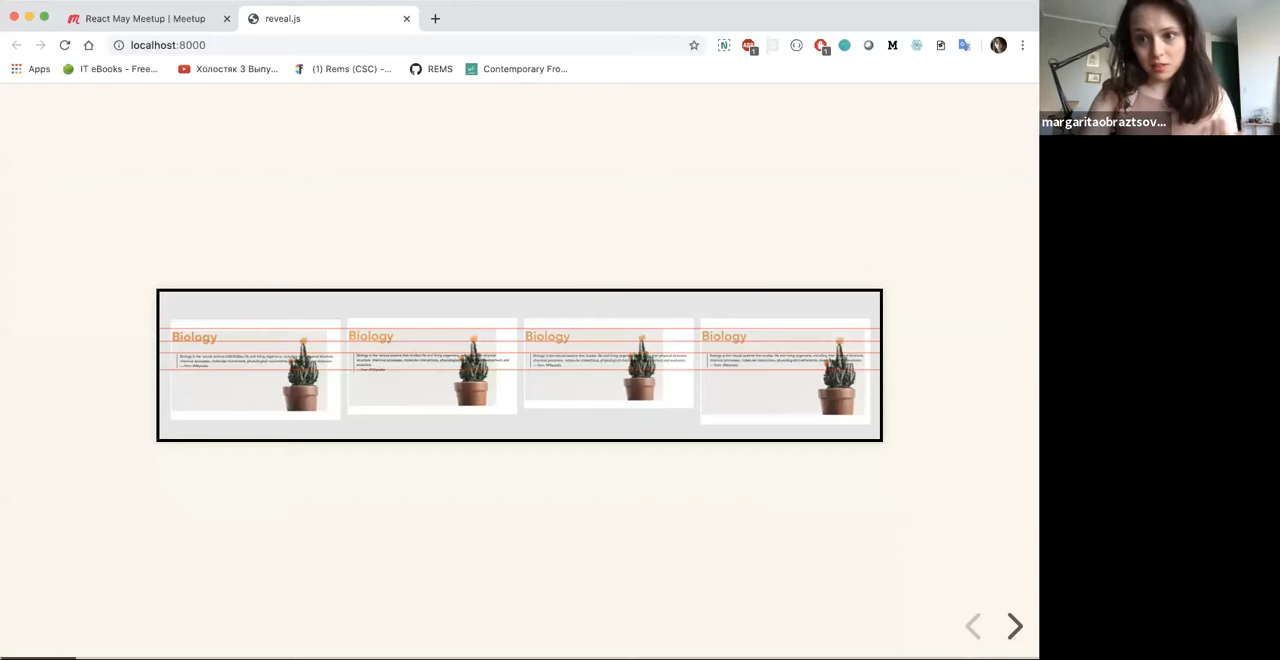 React May Meetup | Meetup
reveal.js
localhost:8000
Apps
IT eBooks - Free...
Холостяк 3 Выпу...
(1) Rems (CSC) -...
REMS
Contemporary Fro...
margaritaobraztsov...
Biology
Biology
Biology
Biology